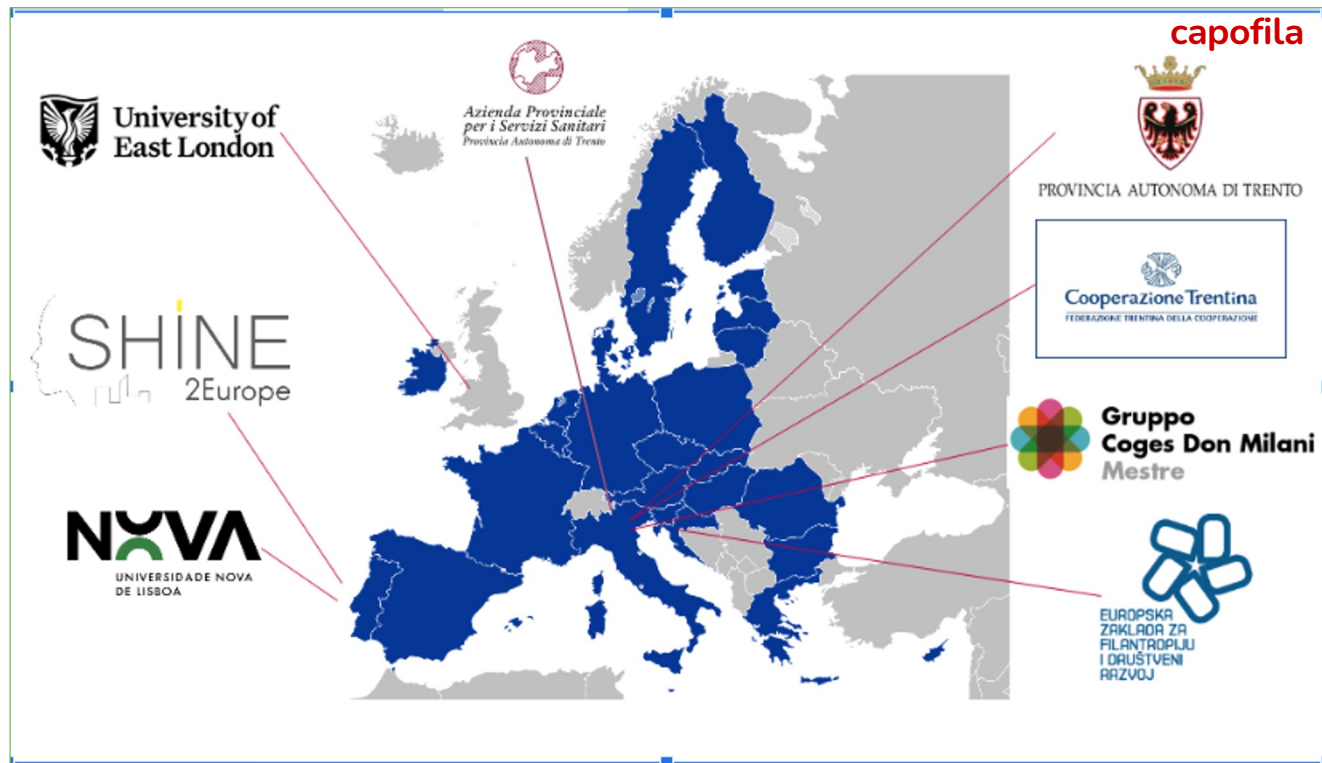 capofila
University of
East London
Azienda Provinciale
per i Servizi Sanitari
Provincia Autonoma di Trento
PROVINCIA AUTONOMA DI TRENTO
Cooperazione Trentina
FEDERAZIONE TRENTINA DELLA COOPERAZIONE
SHINE
2Europe
Gruppo
Coges Don Milani
Mestre
NOVA
UNIVERSIDADE NOVA
DE LISBOA
EUROPSKA
ZAKLADA ZA
FILANTROPIJU
I DRUŠTVENI
RAZVOJ